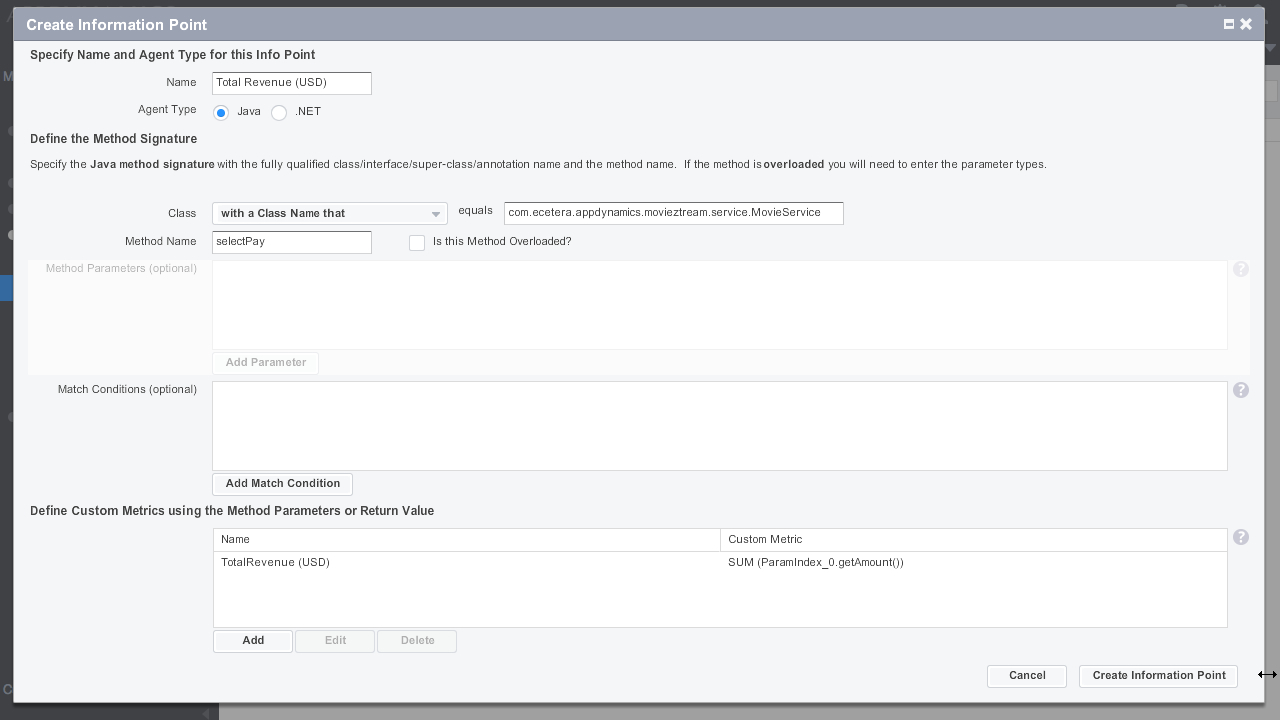 Create Information Point
Specify Name and Agent Type for this Info Point
Name
Total Revenue (USD)
Agent Type
Java
.NET
Define the Method Signature
Specify the Java method signature with the fully qualified class/interface/super-class/annotation name and the method name. If the method is overloaded you will need to enter the parameter types.
Class
with a Class Name that
equals
com.ecetera.appdynamics.movieztream.service.MovieService
Method Name
selectPay
Is this Method Overloaded?
Method Parameters (optional)
?
Add Parameter
Match Conditions (optional)
?
Add Match Condition
Define Custom Metrics using the Method Parameters or Return Value
Name
Custom Metric
?
TotalRevenue (USD)
SUM (ParamIndex_0.getAmount())
Add
Edit
Delete
Cancel
Create Information Point